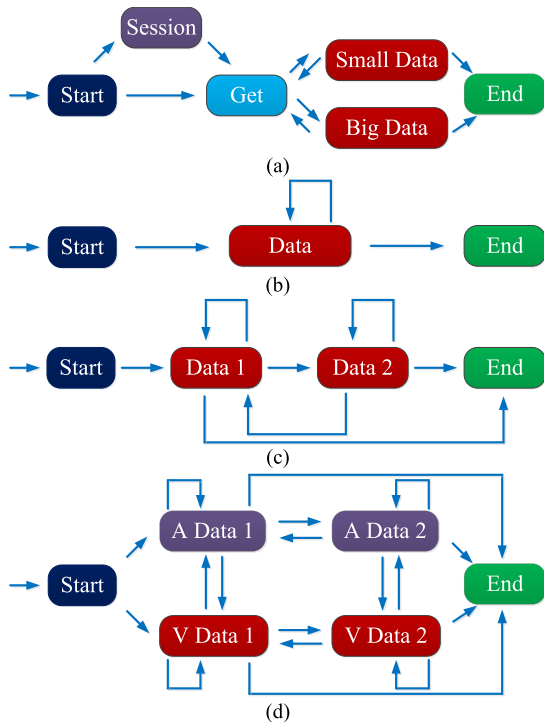 Session
Start
Get
Small Data
Big Data
End
(a)
Start
Data
End
(b)
Start
Data 1
Data 2
End
(c)
A Data 1
A Data 2
Start
End
V Data 1
V Data 2
(d)